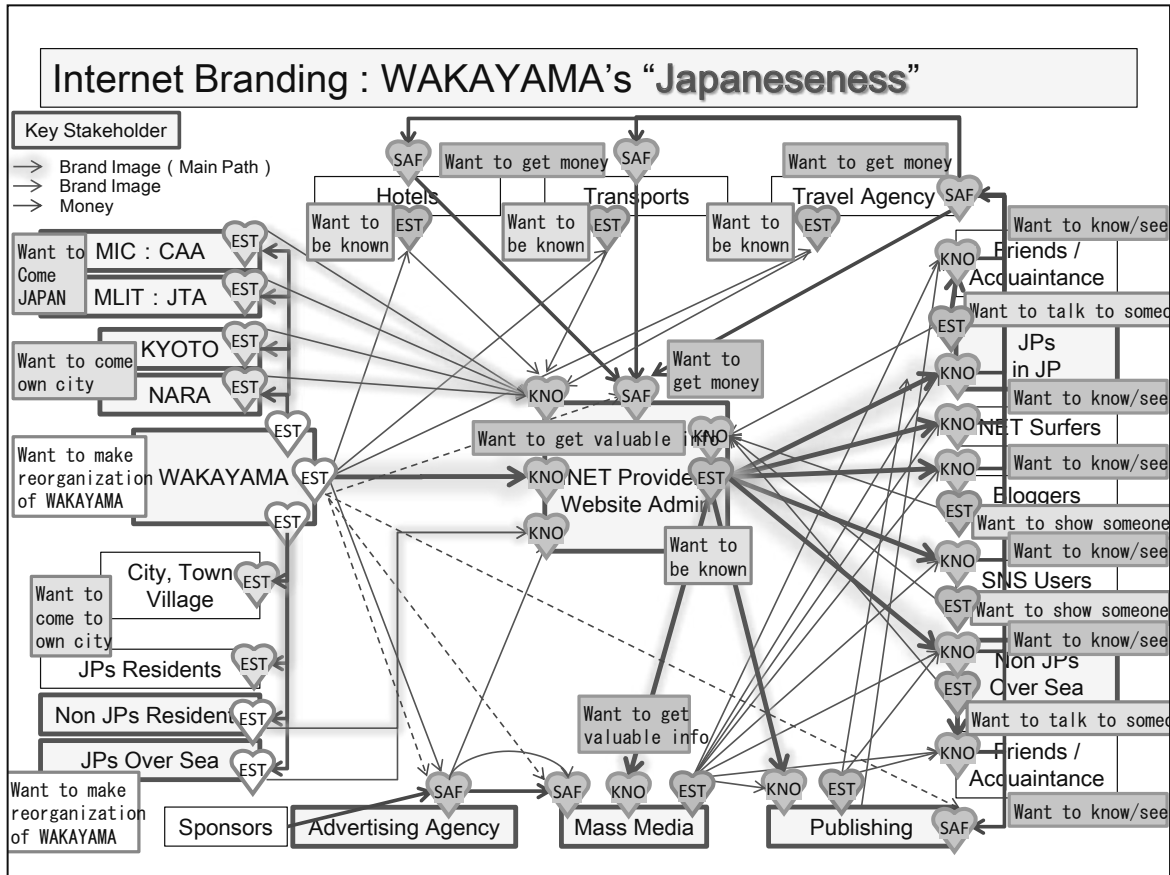 Internet Branding : WAKAYAMA's "Japaneseness"
Key Stakeholder
Brand Image ( Main Path )
Brand Image
Money
SAF
Want to get money
SAF
Want to get money
Hotels
Transports
Travel Agency
SAF
Want to
be known
EST
Want to
be known
EST
Want to
be known
EST
Want to know/see
Want to
Come
JAPAN
MIC : CAA
EST
MLIT : JTA
EST
KNO
Friends /
Acquaintance
Want to talk to someo
EST
Want to come
own city
KYOTO
EST
NARA
EST
JPs
in JP
KNO
Want to know/see
Want to
get money
KNO
SAF
EST
Want to get valuable info
KNO
KNO
NET Surfers
Want to know/see
Want to make
reorganization
of WAKAYAMA
WAKAYAMA
EST
KNO
NET Provide
Website Admin
EST
KNO
Bloggers
EST
Want to show someone
EST
KNO
Want to
be known
KNO
Want to know/see
SNS Users
EST
Want to show someone
Want to
come to
own city
City, Town
Village
EST
JPs Residents
EST
KNO
Want to know/see
Non JPs
Over Sea
EST
Want to talk to someo
Non JPs Resident
EST
JPs Over Sea
EST
Want to get
valuable info
KNO
Friends /
Acquaintance
Want to know/see
Want to make
reorganization
of WAKAYAMA
Sponsors
SAF
Advertising Agency
SAF
KNO
EST
Mass Media
KNO
EST
Publishing
SAF